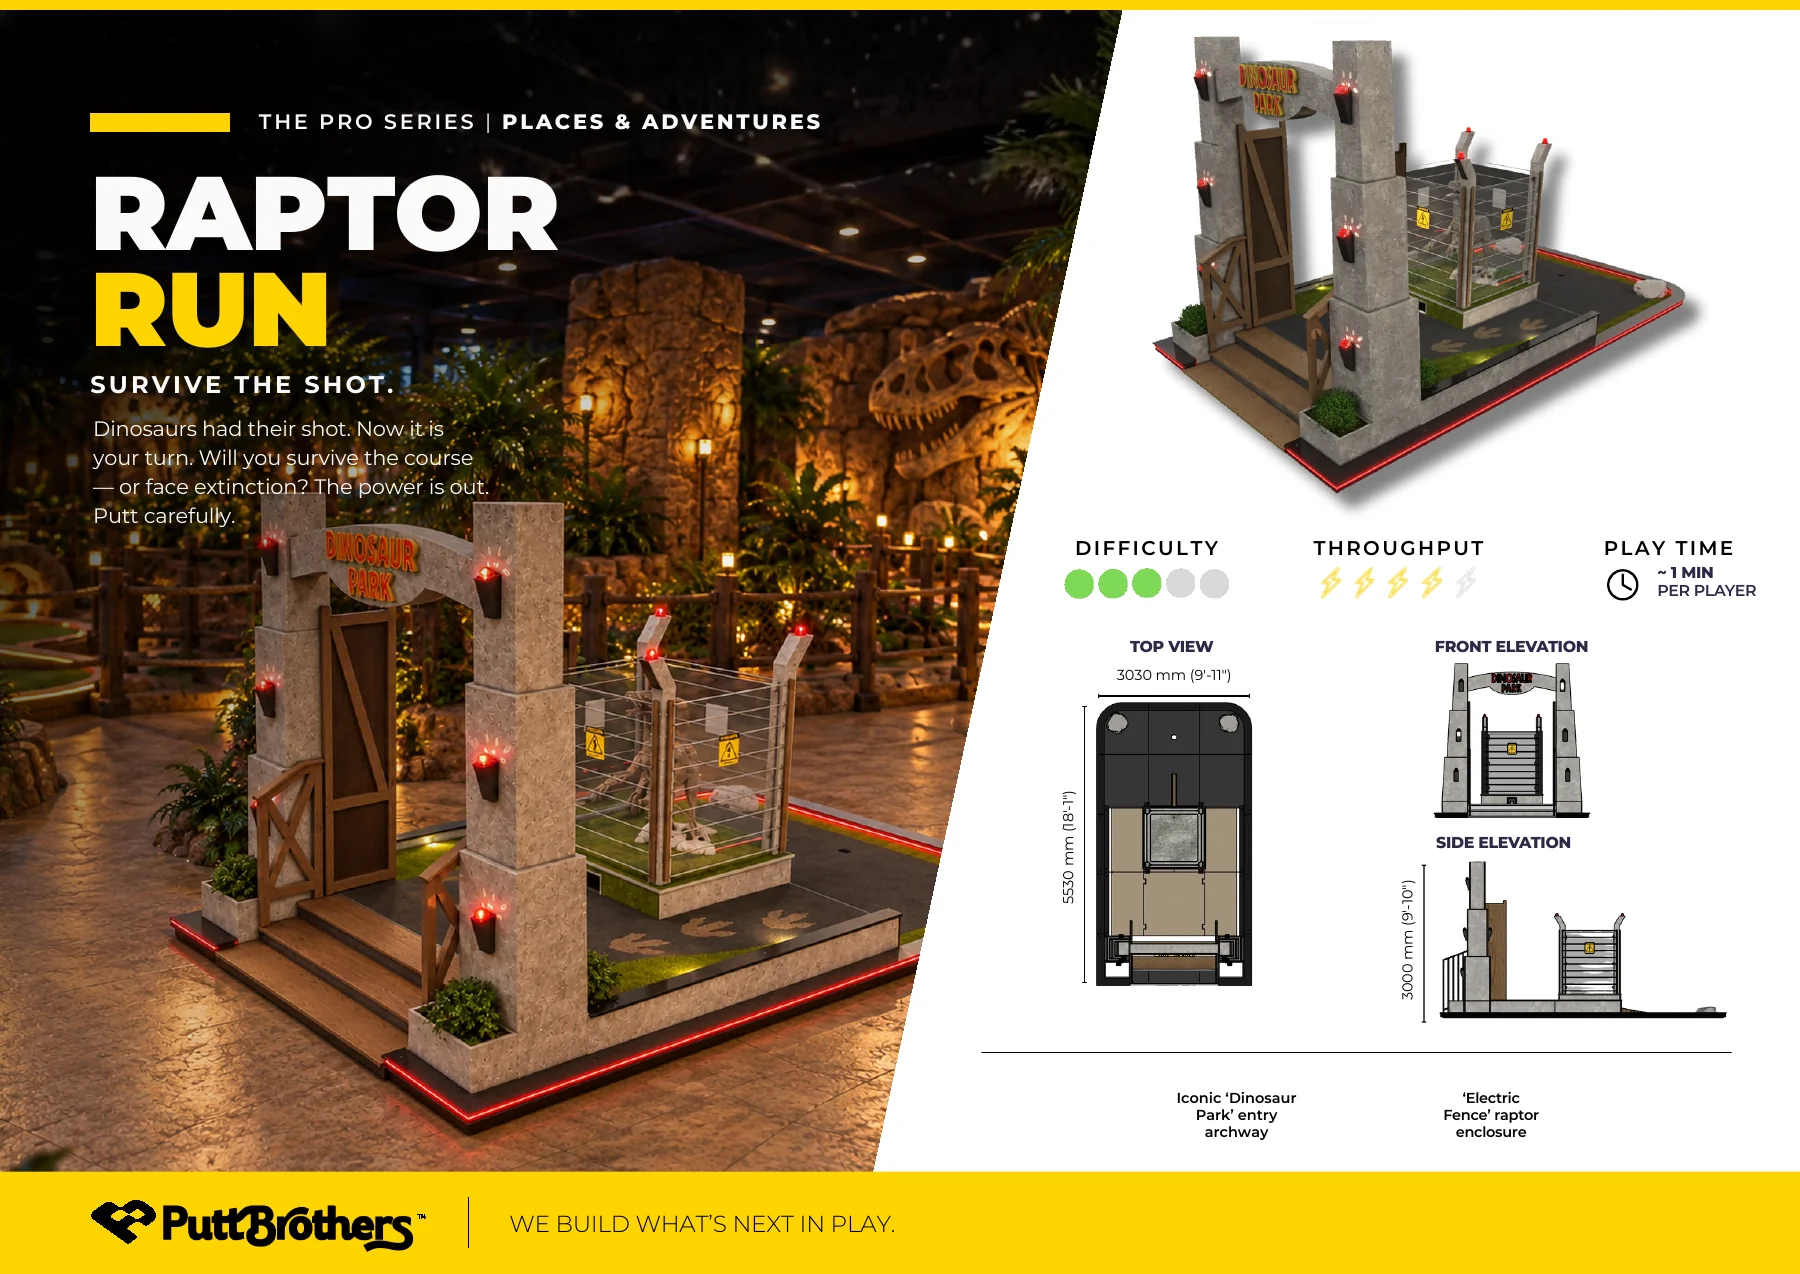 THE PRO SERIES | PLACES & ADVENTURES
RAPTOR
RUN
SURVIVE THE SHOT.
Dinosaurs had their shot. Now it is
your turn. Will you survive the course
— or face extinction? The power is out.
Putt carefully.
DINOSAUR
PARK
DINOSAUR
PARK
DIFFICULTY
THROUGHPUT
PLAY TIME
~ 1 MIN
PER PLAYER
TOP VIEW
3030 mm (9'-11")
5530 mm (18'-1")
FRONT ELEVATION
DINOSAUR
PARK
SIDE ELEVATION
3000 mm (9'-10")
Iconic ‘Dinosaur
Park’ entry
archway
‘Electric
Fence’ raptor
enclosure
PuttBrothers™
WE BUILD WHAT’S NEXT IN PLAY.